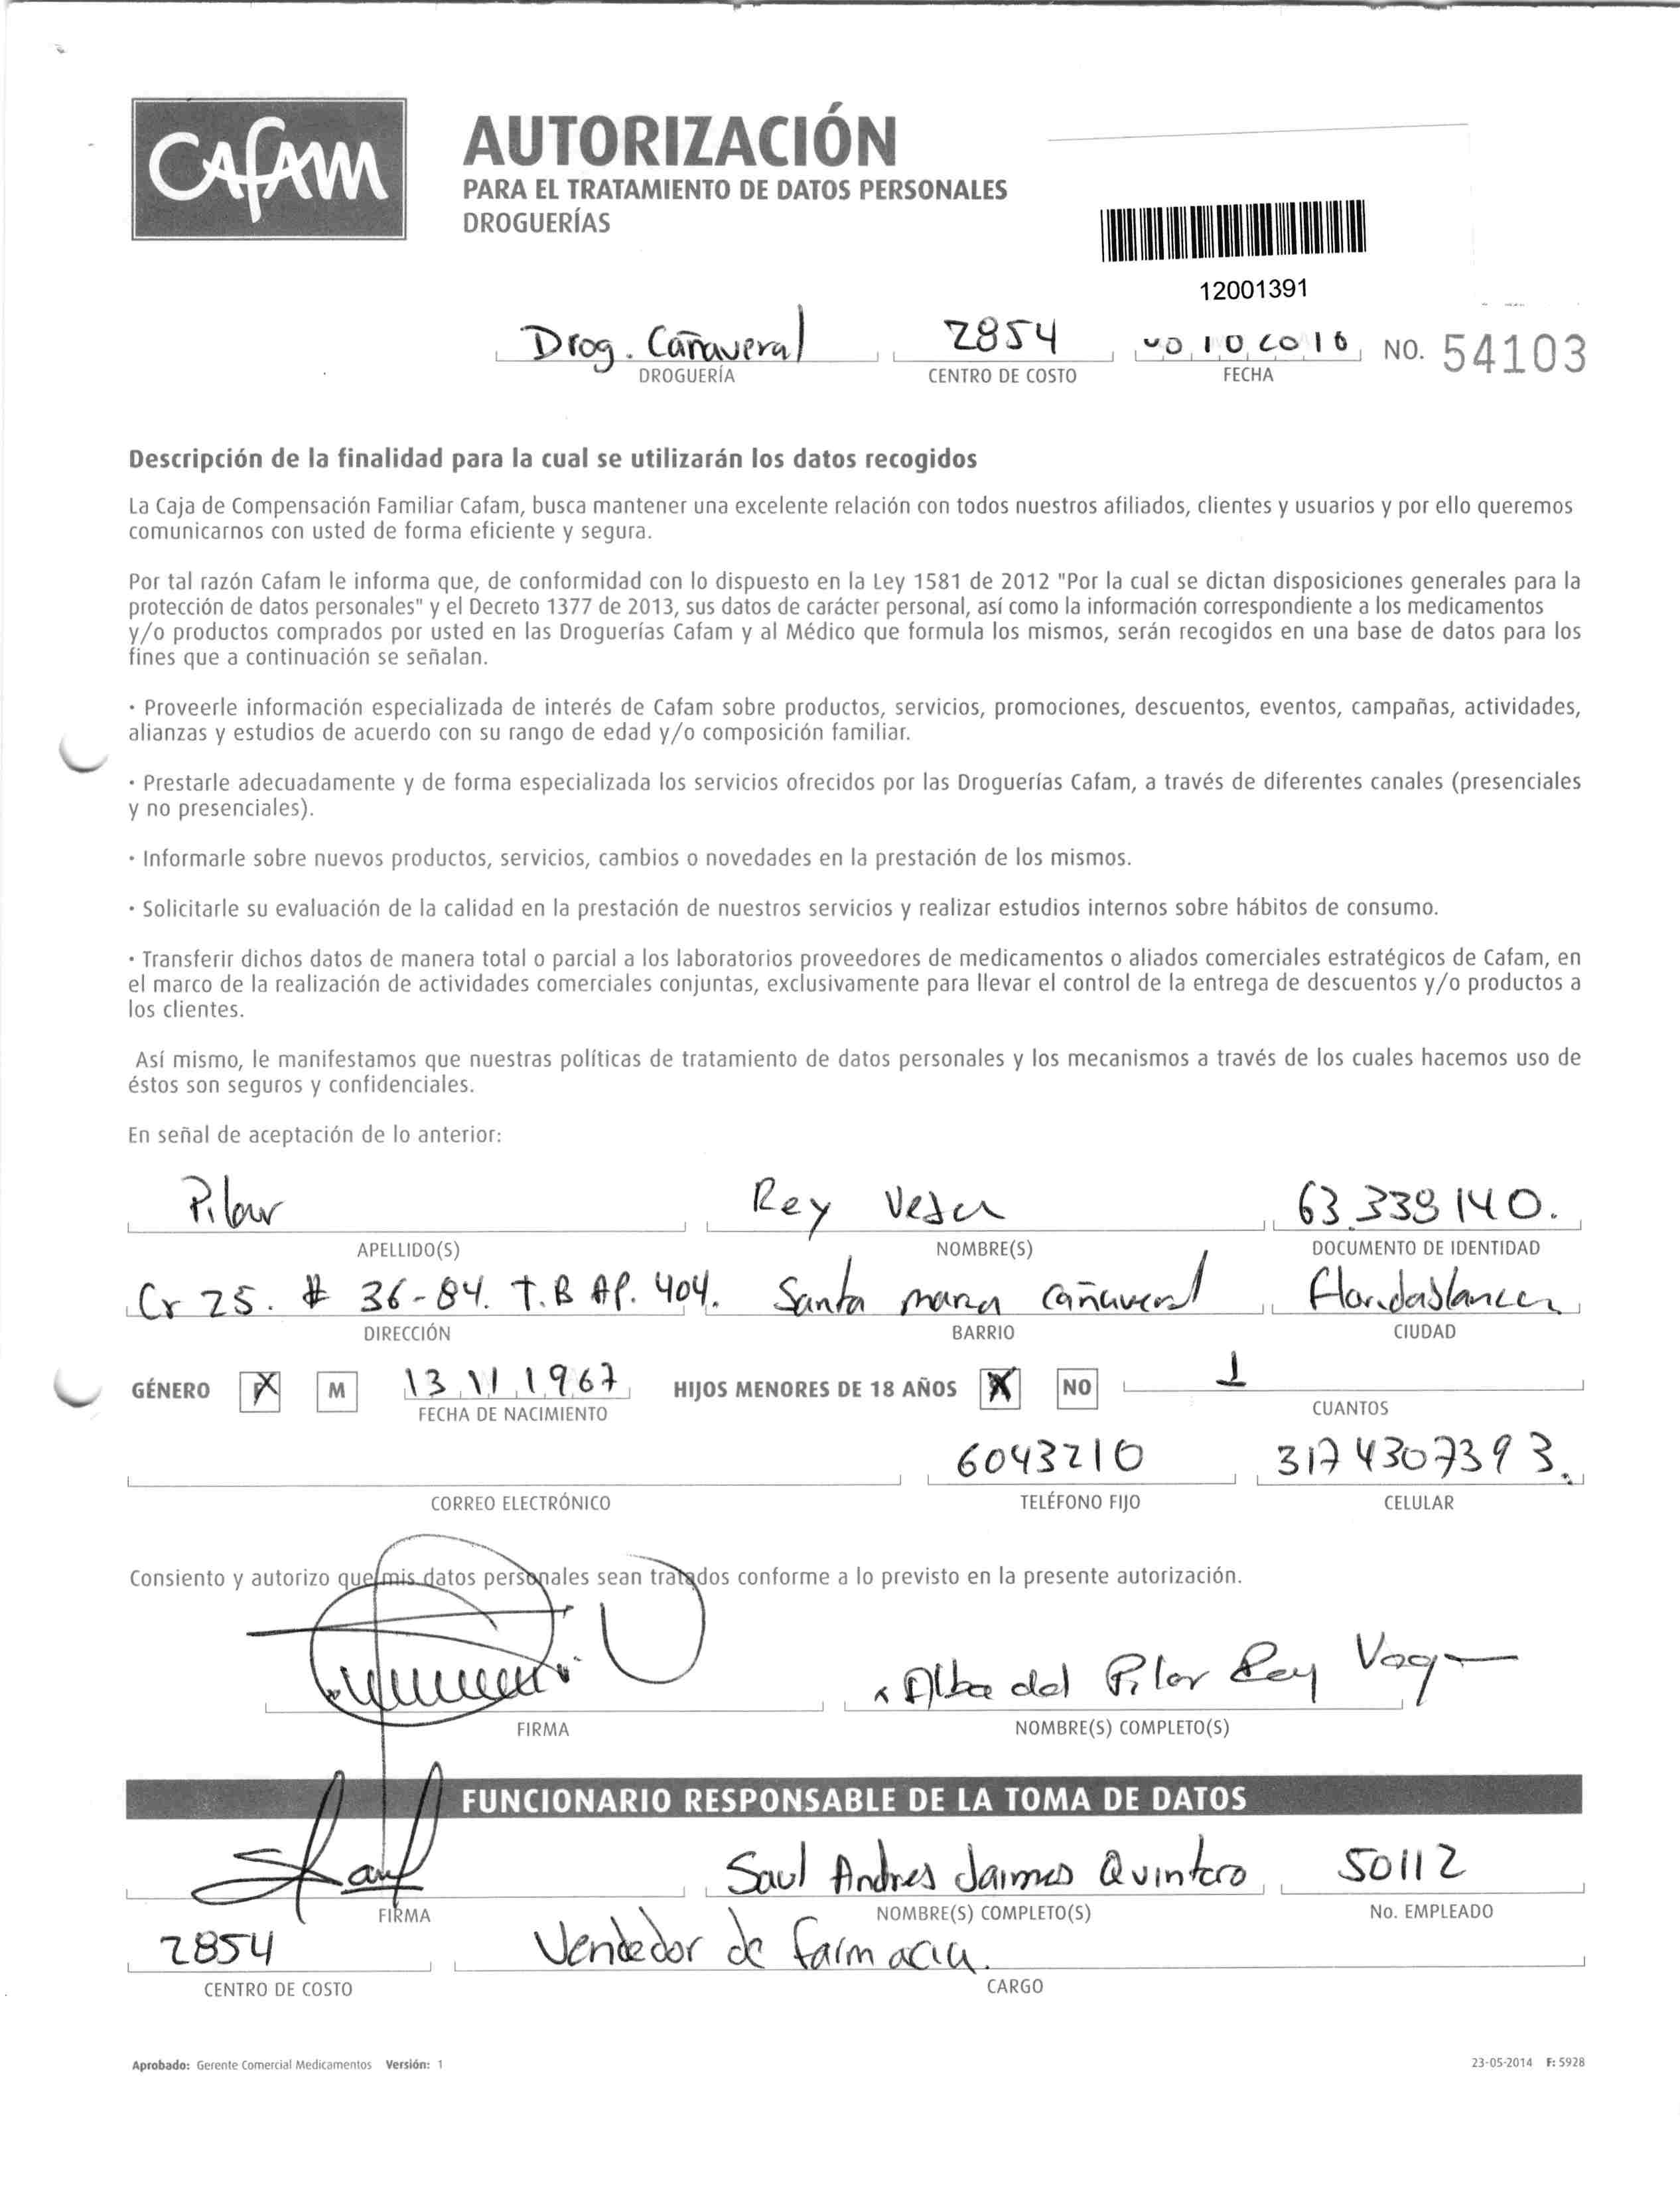 Cafam
AUTORIZACIÓN
PARA EL TRATAMIENTO DE DATOS PERSONALES
DROGUERÍAS
12001391
Drog. Cañaveral 2854 NO. 54103
DROGUERÍA CENTRO DE COSTO FECHA
Descripción de la finalidad para la cual se utilizarán los datos recogidos
La Caja de Compensación Familiar Cafam, busca mantener una excelente relación con todos nuestros afiliados, clientes y usuarios y por ello queremos
comunicarnos con usted de forma eficiente y segura.
Por tal razón Cafam le informa que, de conformidad con lo dispuesto en la Ley 1581 de 2012 "Por la cual se dictan disposiciones generales para la
protección de datos personales" y el Decreto 1377 de 2013, sus datos de carácter personal, así como la información correspondiente a los medicamentos
y/o productos comprados por usted en las Droguerías Cafam y al Médico que formula los mismos, serán recogidos en una base de datos para los
fines que a continuación se señalan.
· Proveerle información especializada de interés de Cafam sobre productos, servicios, promociones, descuentos, eventos, campañas, actividades,
alianzas y estudios de acuerdo con su rango de edad y/o composición familiar.
· Prestarle adecuadamente y de forma especializada los servicios ofrecidos por las Droguerías Cafam, a través de diferentes canales (presenciales
y no presenciales).
· Informarle sobre nuevos productos, servicios, cambios o novedades en la prestación de los mismos.
· Solicitarle su evaluación de la calidad en la prestación de nuestros servicios y realizar estudios internos sobre hábitos de consumo.
· Transferir dichos datos de manera total o parcial a los laboratorios proveedores de medicamentos o aliados comerciales estratégicos de Cafam, en
el marco de la realización de actividades comerciales conjuntas, exclusivamente para llevar el control de la entrega de descuentos y/o productos a
los clientes.
Así mismo, le manifestamos que nuestras políticas de tratamiento de datos personales y los mecanismos a través de los cuales hacemos uso de
éstos son seguros y confidenciales.
En señal de aceptación de lo anterior:
Pilar Rey 63.339140.
APELLIDO(S) NOMBRE(S) DOCUMENTO DE IDENTIDAD
Cr 25. # 36-84. T.B AP. 404. Santa maria Cañaveral Floridablanca
DIRECCIÓN BARRIO CIUDAD
GÉNERO X M 13 11 1967 HIJOS MENORES DE 18 AÑOS X NO 1
FECHA DE NACIMIENTO CUANTOS
6043210 3174307393.
CORREO ELECTRÓNICO TELÉFONO FIJO CELULAR
Consiento y autorizo que mis datos personales sean tratados conforme a lo previsto en la presente autorización.
x Alba del Pilar Rey
FIRMA NOMBRE(S) COMPLETO(S)
FUNCIONARIO RESPONSABLE DE LA TOMA DE DATOS
Saul Andres Jaimes Quintero 50112
FIRMA NOMBRE(S) COMPLETO(S) No. EMPLEADO
2854 Vendedor de farmacia.
CENTRO DE COSTO CARGO
Aprobado: Gerente Comercial Medicamentos Versión: 1 23-05-2014 F: 5928